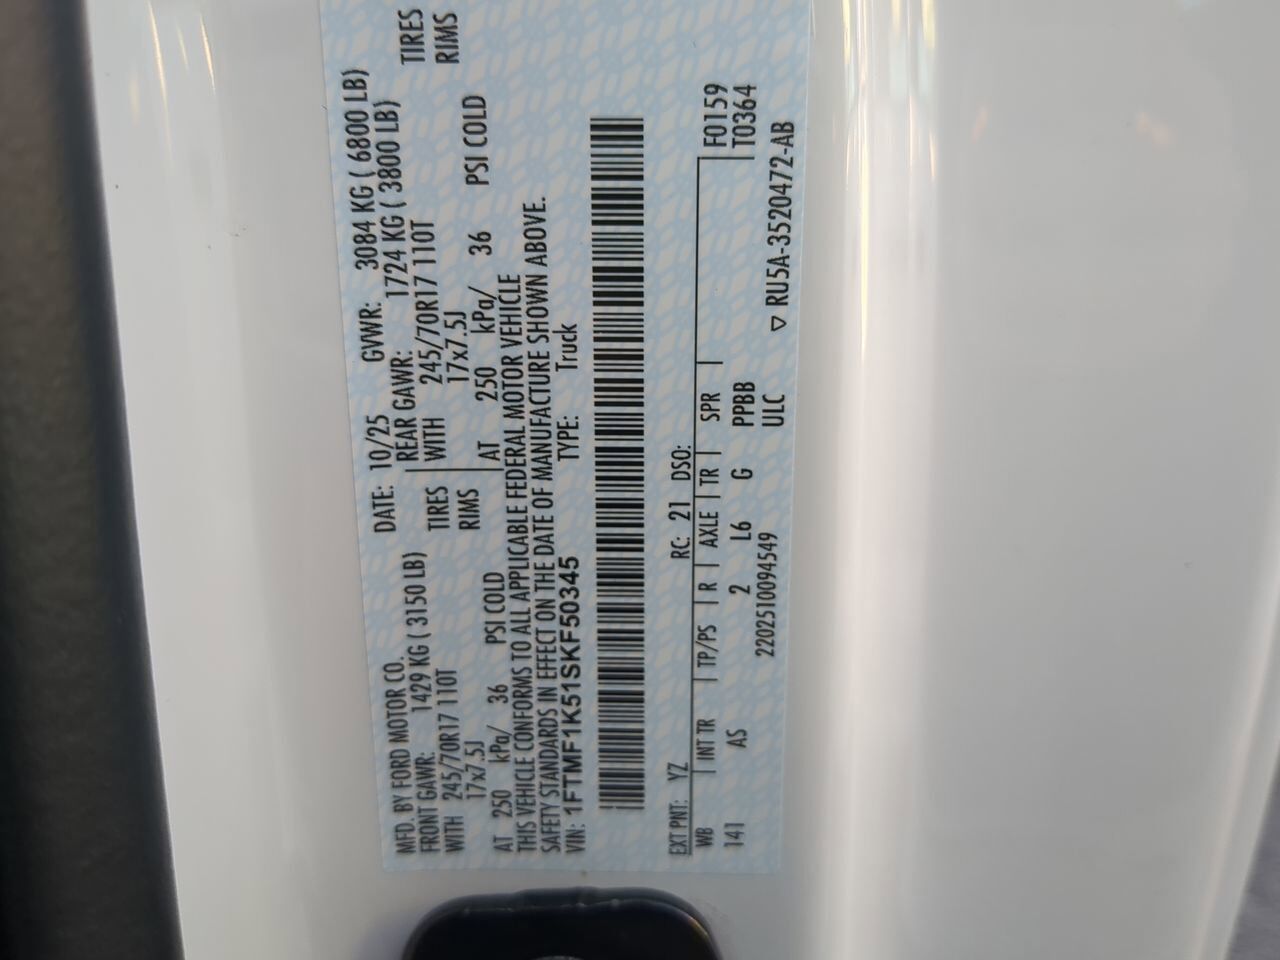 MFD. BY FORD MOTOR CO. DATE: 10/25 GVWR: 3084 KG ( 6800 LB)
FRONT GAWR: 1429 KG ( 3150 LB) REAR GAWR: 1724 KG ( 3800 LB)
WITH 245/70R17 110T TIRES WITH 245/70R17 110T TIRES
17x7.5J RIMS 17x7.5J RIMS
AT 250 kPa/ 36 PSI COLD AT 250 kPa/ 36 PSI COLD
THIS VEHICLE CONFORMS TO ALL APPLICABLE FEDERAL MOTOR VEHICLE
SAFETY STANDARDS IN EFFECT ON THE DATE OF MANUFACTURE SHOWN ABOVE.
VIN: 1FTMF1K51SKF50345 TYPE: Truck
EXT PNT: YZ RC: 21 DSO: F0159
WB INT TR TP/PS R AXLE TR SPR T0364
141 AS 2 L6 G PPBB
2202510094549 ULC ▽ RU5A-3520472-AB